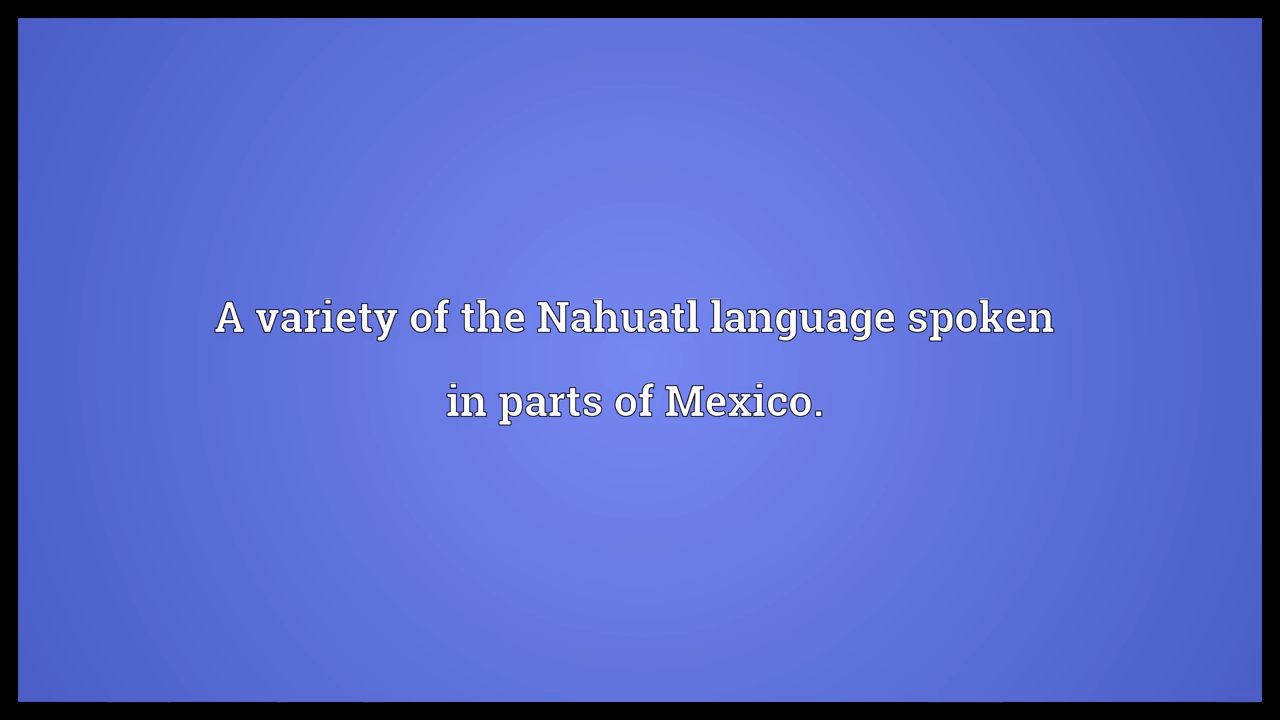 A variety of the Nahuatl language spoken
in parts of Mexico.